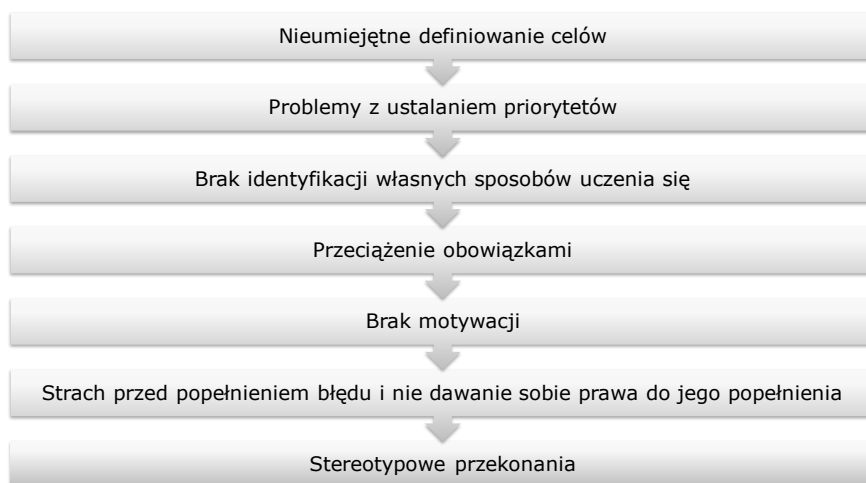 Nieumiejętne definiowanie celów
Problemy z ustalaniem priorytetów
Brak identyfikacji własnych sposobów uczenia się
Przeciążenie obowiązkami
Brak motywacji
Strach przed popełnieniem błędu i nie dawanie sobie prawa do jego popełnienia
Stereotypowe przekonania